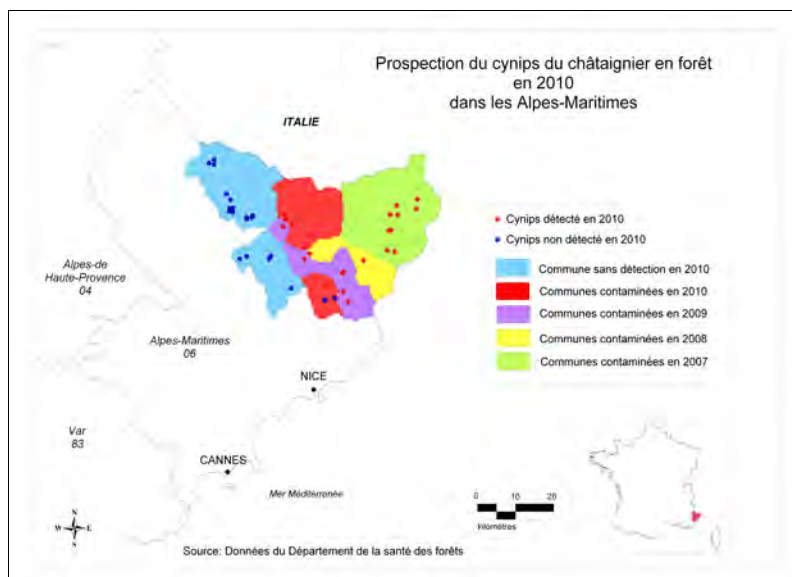 Prospection du cynips du châtaignier en forêt
en 2010
dans les Alpes-Maritimes
ITALIE
Cynips détecté en 2010
Cynips non détecté en 2010
Commune sans détection en 2010
Communes contaminées en 2010
Communes contaminées en 2009
Communes contaminées en 2008
Communes contaminées en 2007
Alpes-de
Haute-Provence
04
Alpes-Maritimes
06
NICE
Var
83
CANNES
Mer Méditerranée
0 10 20
kilomètres
N
W E
S
Source: Données du Département de la santé des forêts